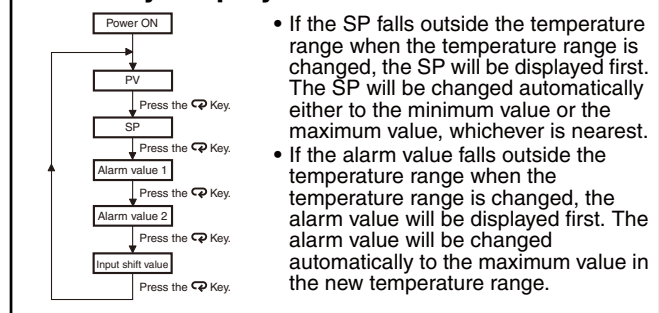 Power ON
PV
Press the Key.
SP
Press the Key.
Alarm value 1
Press the Key.
Alarm value 2
Press the Key.
Input shift value
Press the Key.
• If the SP falls outside the temperature
range when the temperature range is
changed, the SP will be displayed first.
The SP will be changed automatically
either to the minimum value or the
maximum value, whichever is nearest.
• If the alarm value falls outside the
temperature range when the
temperature range is changed, the
alarm value will be displayed first. The
alarm value will be changed
automatically to the maximum value in
the new temperature range.